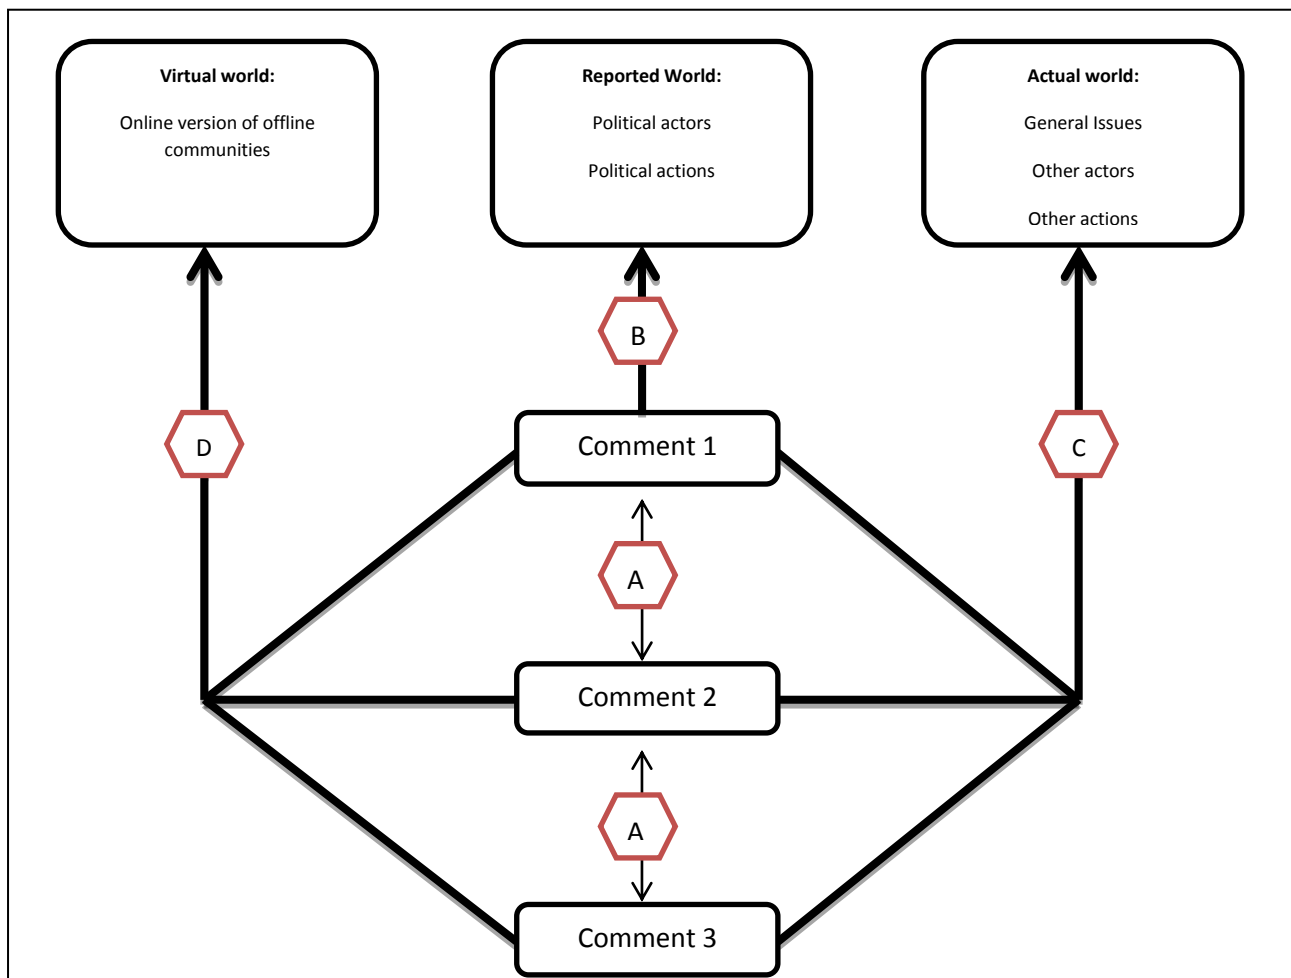 Virtual world:
Online version of offline
communities
Reported World:
Political actors
Political actions
Actual world:
General Issues
Other actors
Other actions
B
D
Comment 1
C
A
Comment 2
A
Comment 3